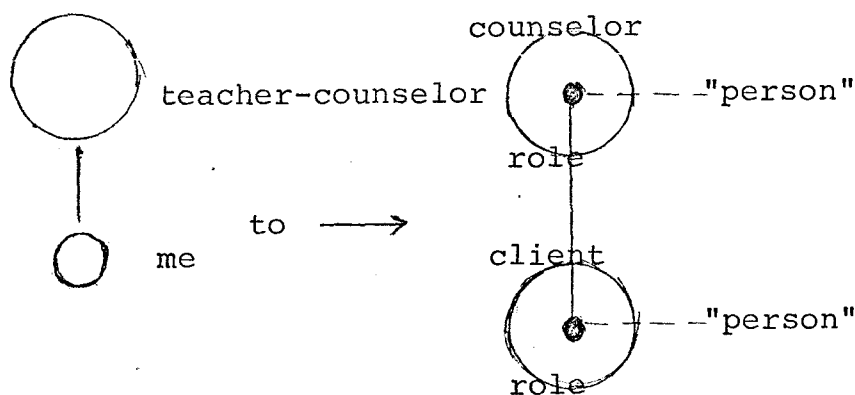 teacher-counselor
me
to
counselor
"person"
role
client
"person"
role